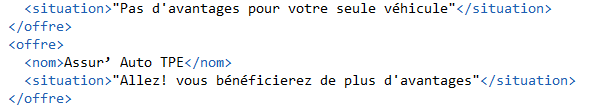 <situation>"Pas d'avantages pour votre seule véhicule"</situation>
</offre>
<offre>
<nom>Assur’ Auto TPE</nom>
<situation>"Allez! vous bénéficierez de plus d'avantages"</situation>
</offre>